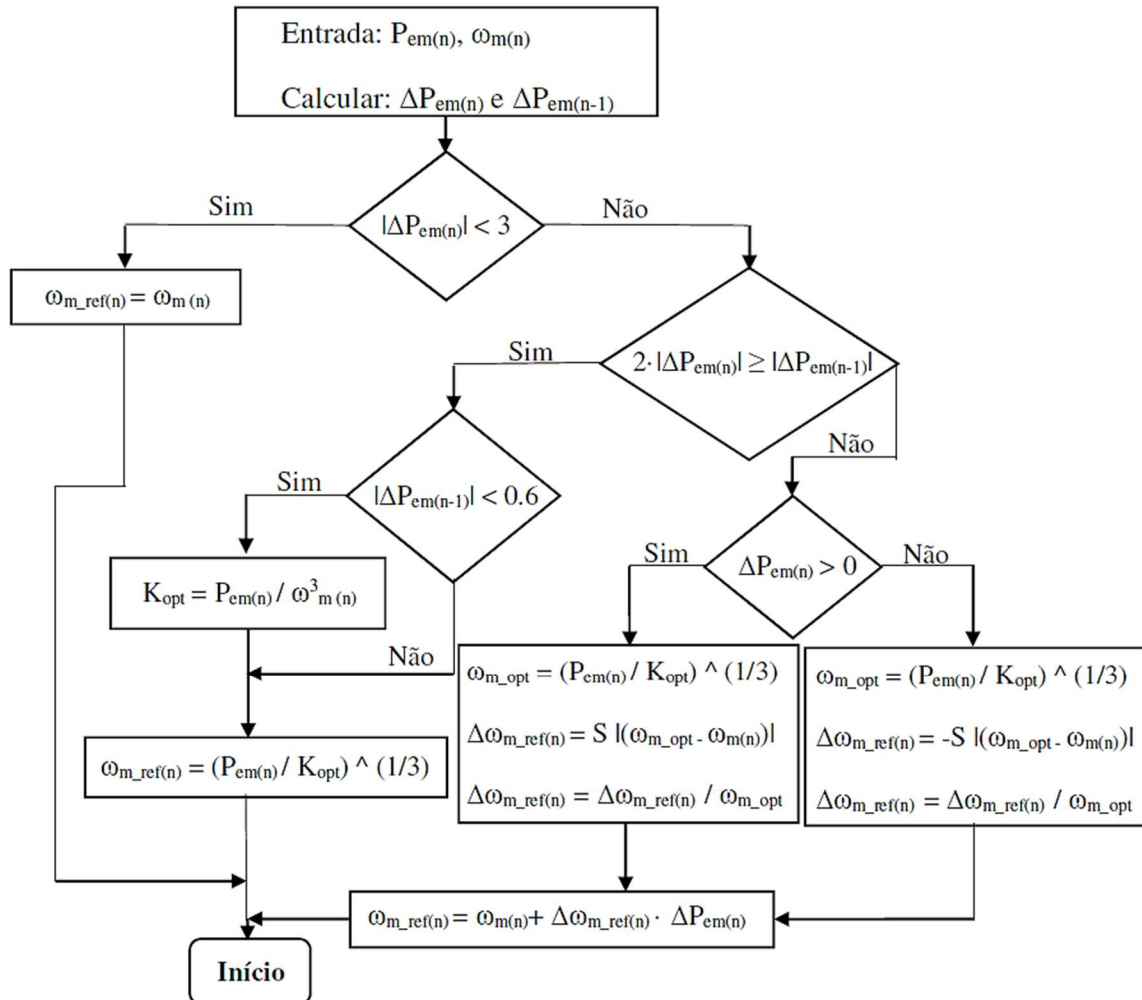 Entrada: Pem(n), ωm(n)
Calcular: ΔPem(n) e ΔPem(n-1)
Sim
|ΔPem(n)| < 3
Não
ωm_ref(n) = ωm (n)
Sim
2· |ΔPem(n)| ≥ |ΔPem(n-1)|
Não
Sim
|ΔPem(n-1)| < 0.6
Não
Kopt = Pem(n) / ω³m (n)
ωm_ref(n) = (Pem(n) / Kopt) ^ (1/3)
Sim
ΔPem(n) > 0
Não
ωm_opt = (Pem(n) / Kopt) ^ (1/3)
Δωm_ref(n) = S |(ωm_opt - ωm(n))|
Δωm_ref(n) = Δωm_ref(n) / ωm_opt
ωm_opt = (Pem(n) / Kopt) ^ (1/3)
Δωm_ref(n) = -S |(ωm_opt - ωm(n))|
Δωm_ref(n) = Δωm_ref(n) / ωm_opt
ωm_ref(n) = ωm(n) + Δωm_ref(n) · ΔPem(n)
Início